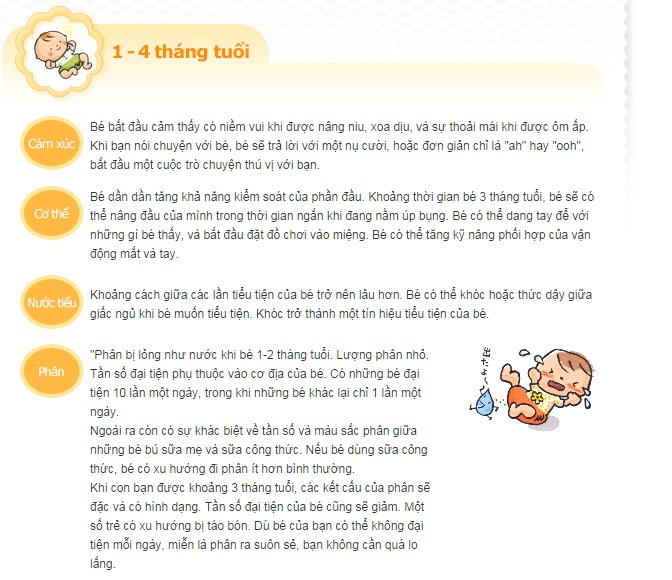 1 - 4 tháng tuổi
Cảm xúc
Bé bắt đầu cảm thấy có niềm vui khi được nâng niu, xoa dịu, và sự thoải mái khi được ôm ấp.
Khi bạn nói chuyện với bé, bé sẽ trả lời với một nụ cười, hoặc đơn giản chỉ là "ah" hay "ooh",
bắt đầu một cuộc trò chuyện thú vị với bạn.
Cơ thể
Bé dần dần tăng khả năng kiểm soát của phần đầu. Khoảng thời gian bé 3 tháng tuổi, bé sẽ có
thể nâng đầu của mình trong thời gian ngắn khi đang nằm úp bụng. Bé có thể dang tay để với
những gì bé thấy, và bắt đầu đặt đồ chơi vào miệng. Bé có thể tăng kỹ năng phối hợp của vận
động mắt và tay.
Nước tiểu
Khoảng cách giữa các lần tiểu tiện của bé trở nên lâu hơn. Bé có thể khóc hoặc thức dậy giữa
giấc ngủ khi bé muốn tiểu tiện. Khóc trở thành một tín hiệu tiểu tiện của bé.
Phân
"Phân bị lỏng như nước khi bé 1-2 tháng tuổi. Lượng phân nhỏ.
Tần số đại tiện phụ thuộc vào cơ địa của bé. Có những bé đại
tiện 10 lần một ngày, trong khi những bé khác lại chỉ 1 lần một
ngày.
Ngoài ra còn có sự khác biệt về tần số và màu sắc phân giữa
những bé bú sữa mẹ và sữa công thức. Nếu bé dùng sữa công
thức, bé có xu hướng đi phân ít hơn bình thường.
Khi con bạn được khoảng 3 tháng tuổi, các kết cấu của phân sẽ
đặc và có hình dạng. Tần số đại tiện của bé cũng sẽ giảm. Một
số trẻ có xu hướng bị táo bón. Dù bé của bạn có thể không đại
tiện mỗi ngày, miễn là phân ra suôn sẻ, bạn không cần quá lo
lắng.